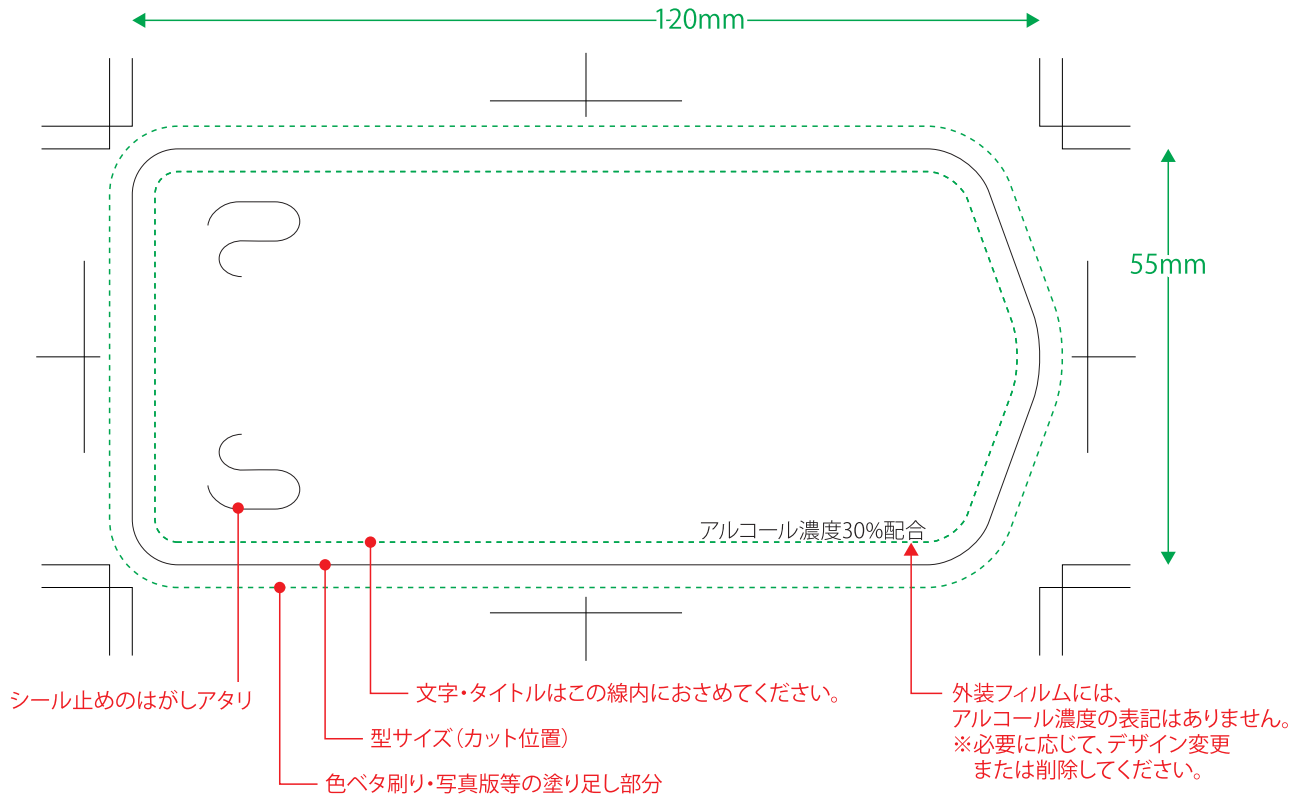 120mm
55mm
アルコール濃度30%配合
シール止めのはがしアタリ
文字・タイトルはこの線内におさめてください。
型サイズ（カット位置）
色ベタ刷り・写真版等の塗り足し部分
外装フィルムには、
アルコール濃度の表記はありません。
※必要に応じて、デザイン変更
または削除してください。